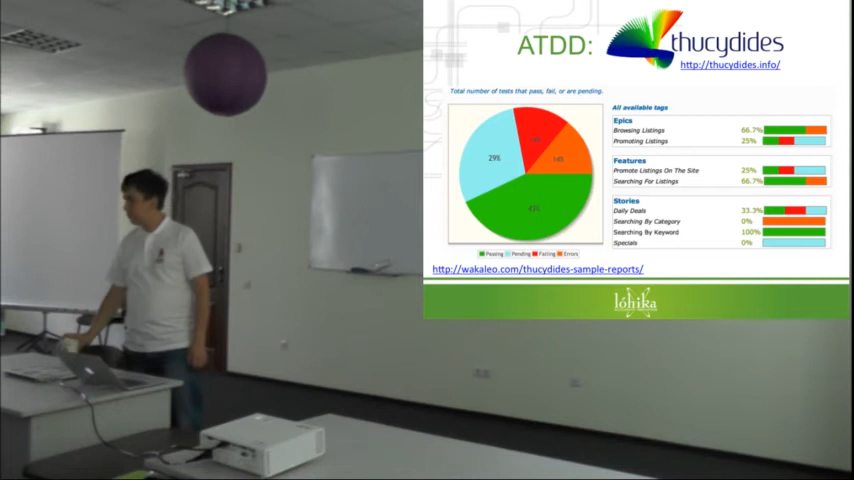 ATDD:
thucydides
http://thucydides.info/
Total number of tests that pass, fail, or are pending.
29%
14%
43%
Passing Pending Failing Errors
All available tags
Epics
Browsing Listings 66.7%
Promoting Listings 25%
Features
Promote Listings On The Site 25%
Searching For Listings 66.7%
Stories
Daily Deals 33.3%
Searching By Category 0%
Searching By Keyword 100%
Specials 0%
http://wakaleo.com/thucydides-sample-reports/
lóhika